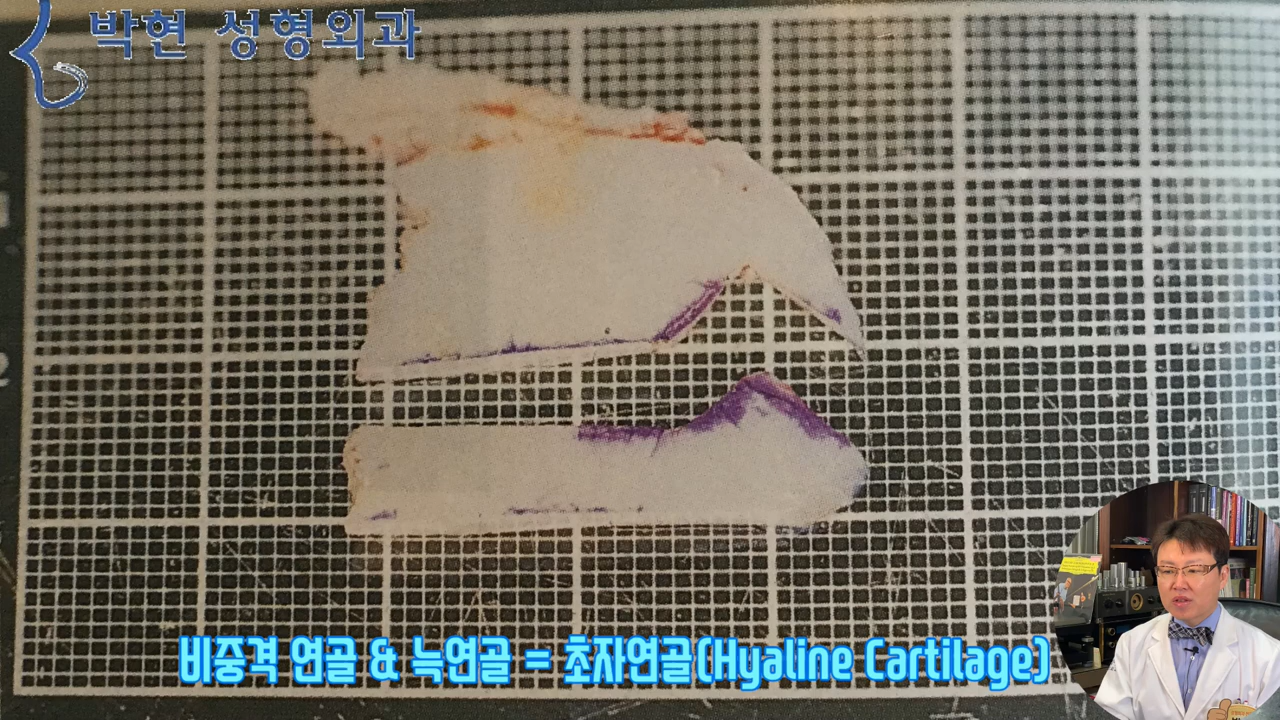 박현 성형외과
2
비중격 연골 & 늑연골 = 초자연골(Hyaline Cartilage)